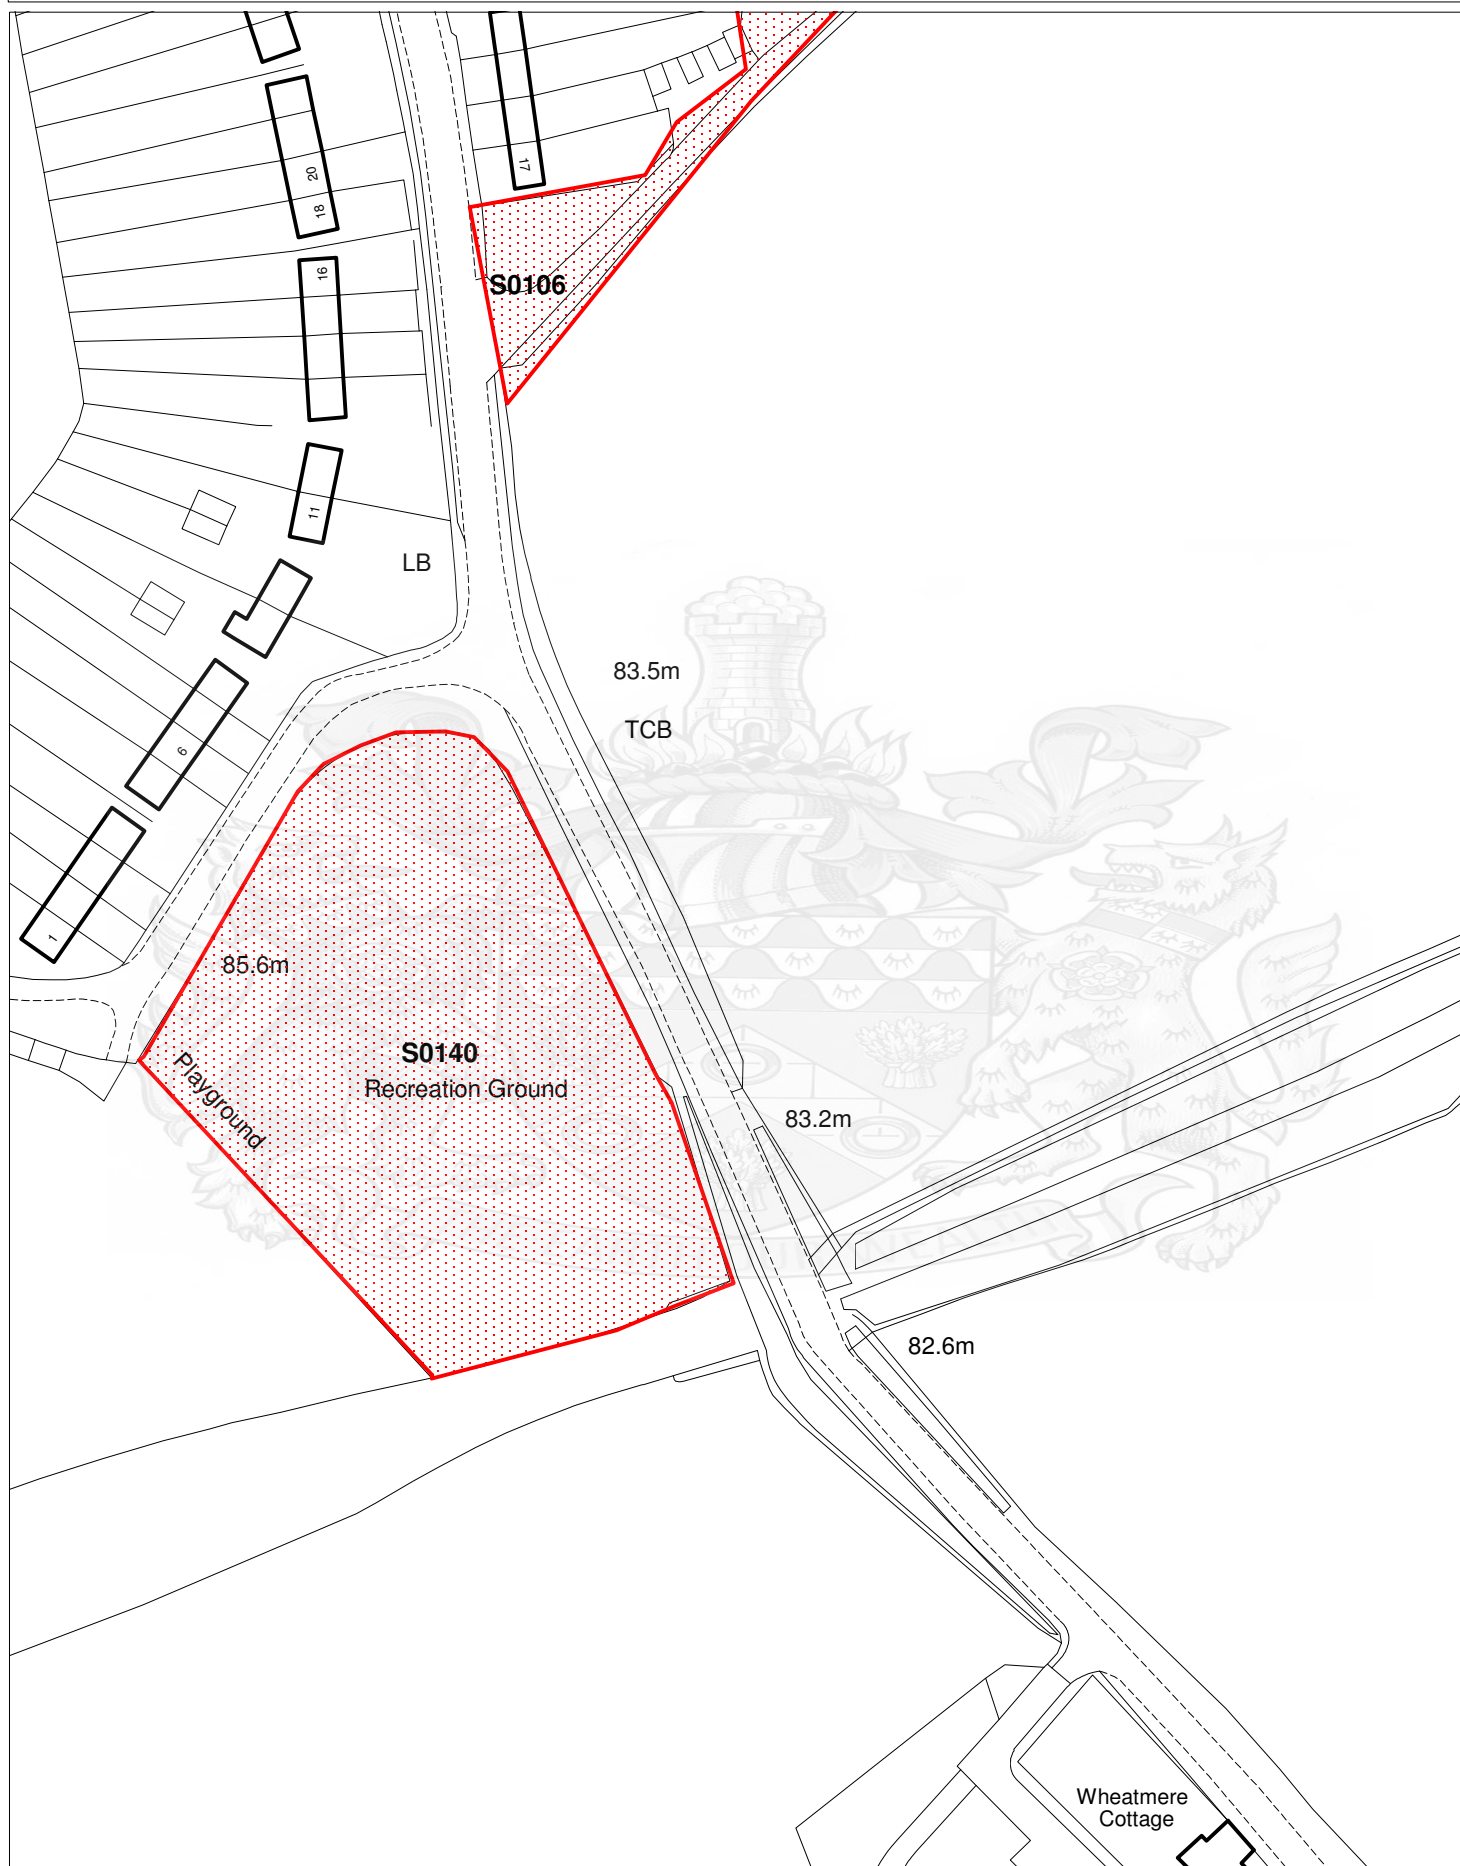 17
20
18
S0106
16
11
LB
83.5m
TCB
6
1
85.6m
S0140
Playground
Recreation Ground
83.2m
82.6m
Wheatmere
Cottage